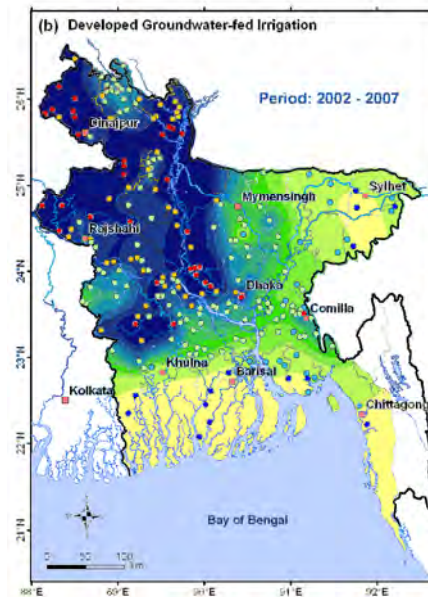 (b) Developed Groundwater-fed Irrigation
Period: 2002 - 2007
26°N
Dinajpur
25°N
Sylhet
Mymensingh
Rajshahi
24°N
Dhaka
Comilla
23°N
Khulna
Barisal
Kolkata
Chittagong
22°N
21°N
Bay of Bengal
0 50 100
km
88°E 89°E 90°E 91°E 92°E